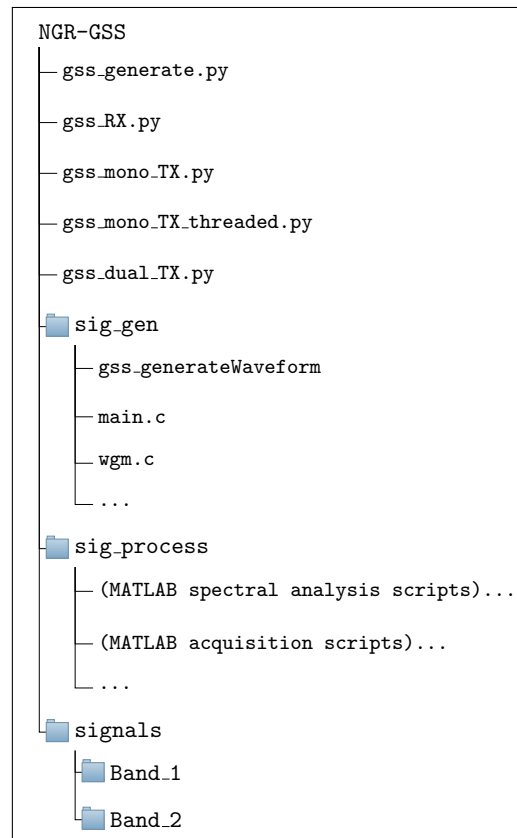 NGR-GSS
gss_generate.py
gss_RX.py
gss_mono_TX.py
gss_mono_TX_threaded.py
gss_dual_TX.py
sig_gen
gss_generateWaveform
main.c
wgm.c
...
sig_process
(MATLAB spectral analysis scripts)...
(MATLAB acquisition scripts)...
...
signals
Band_1
Band_2